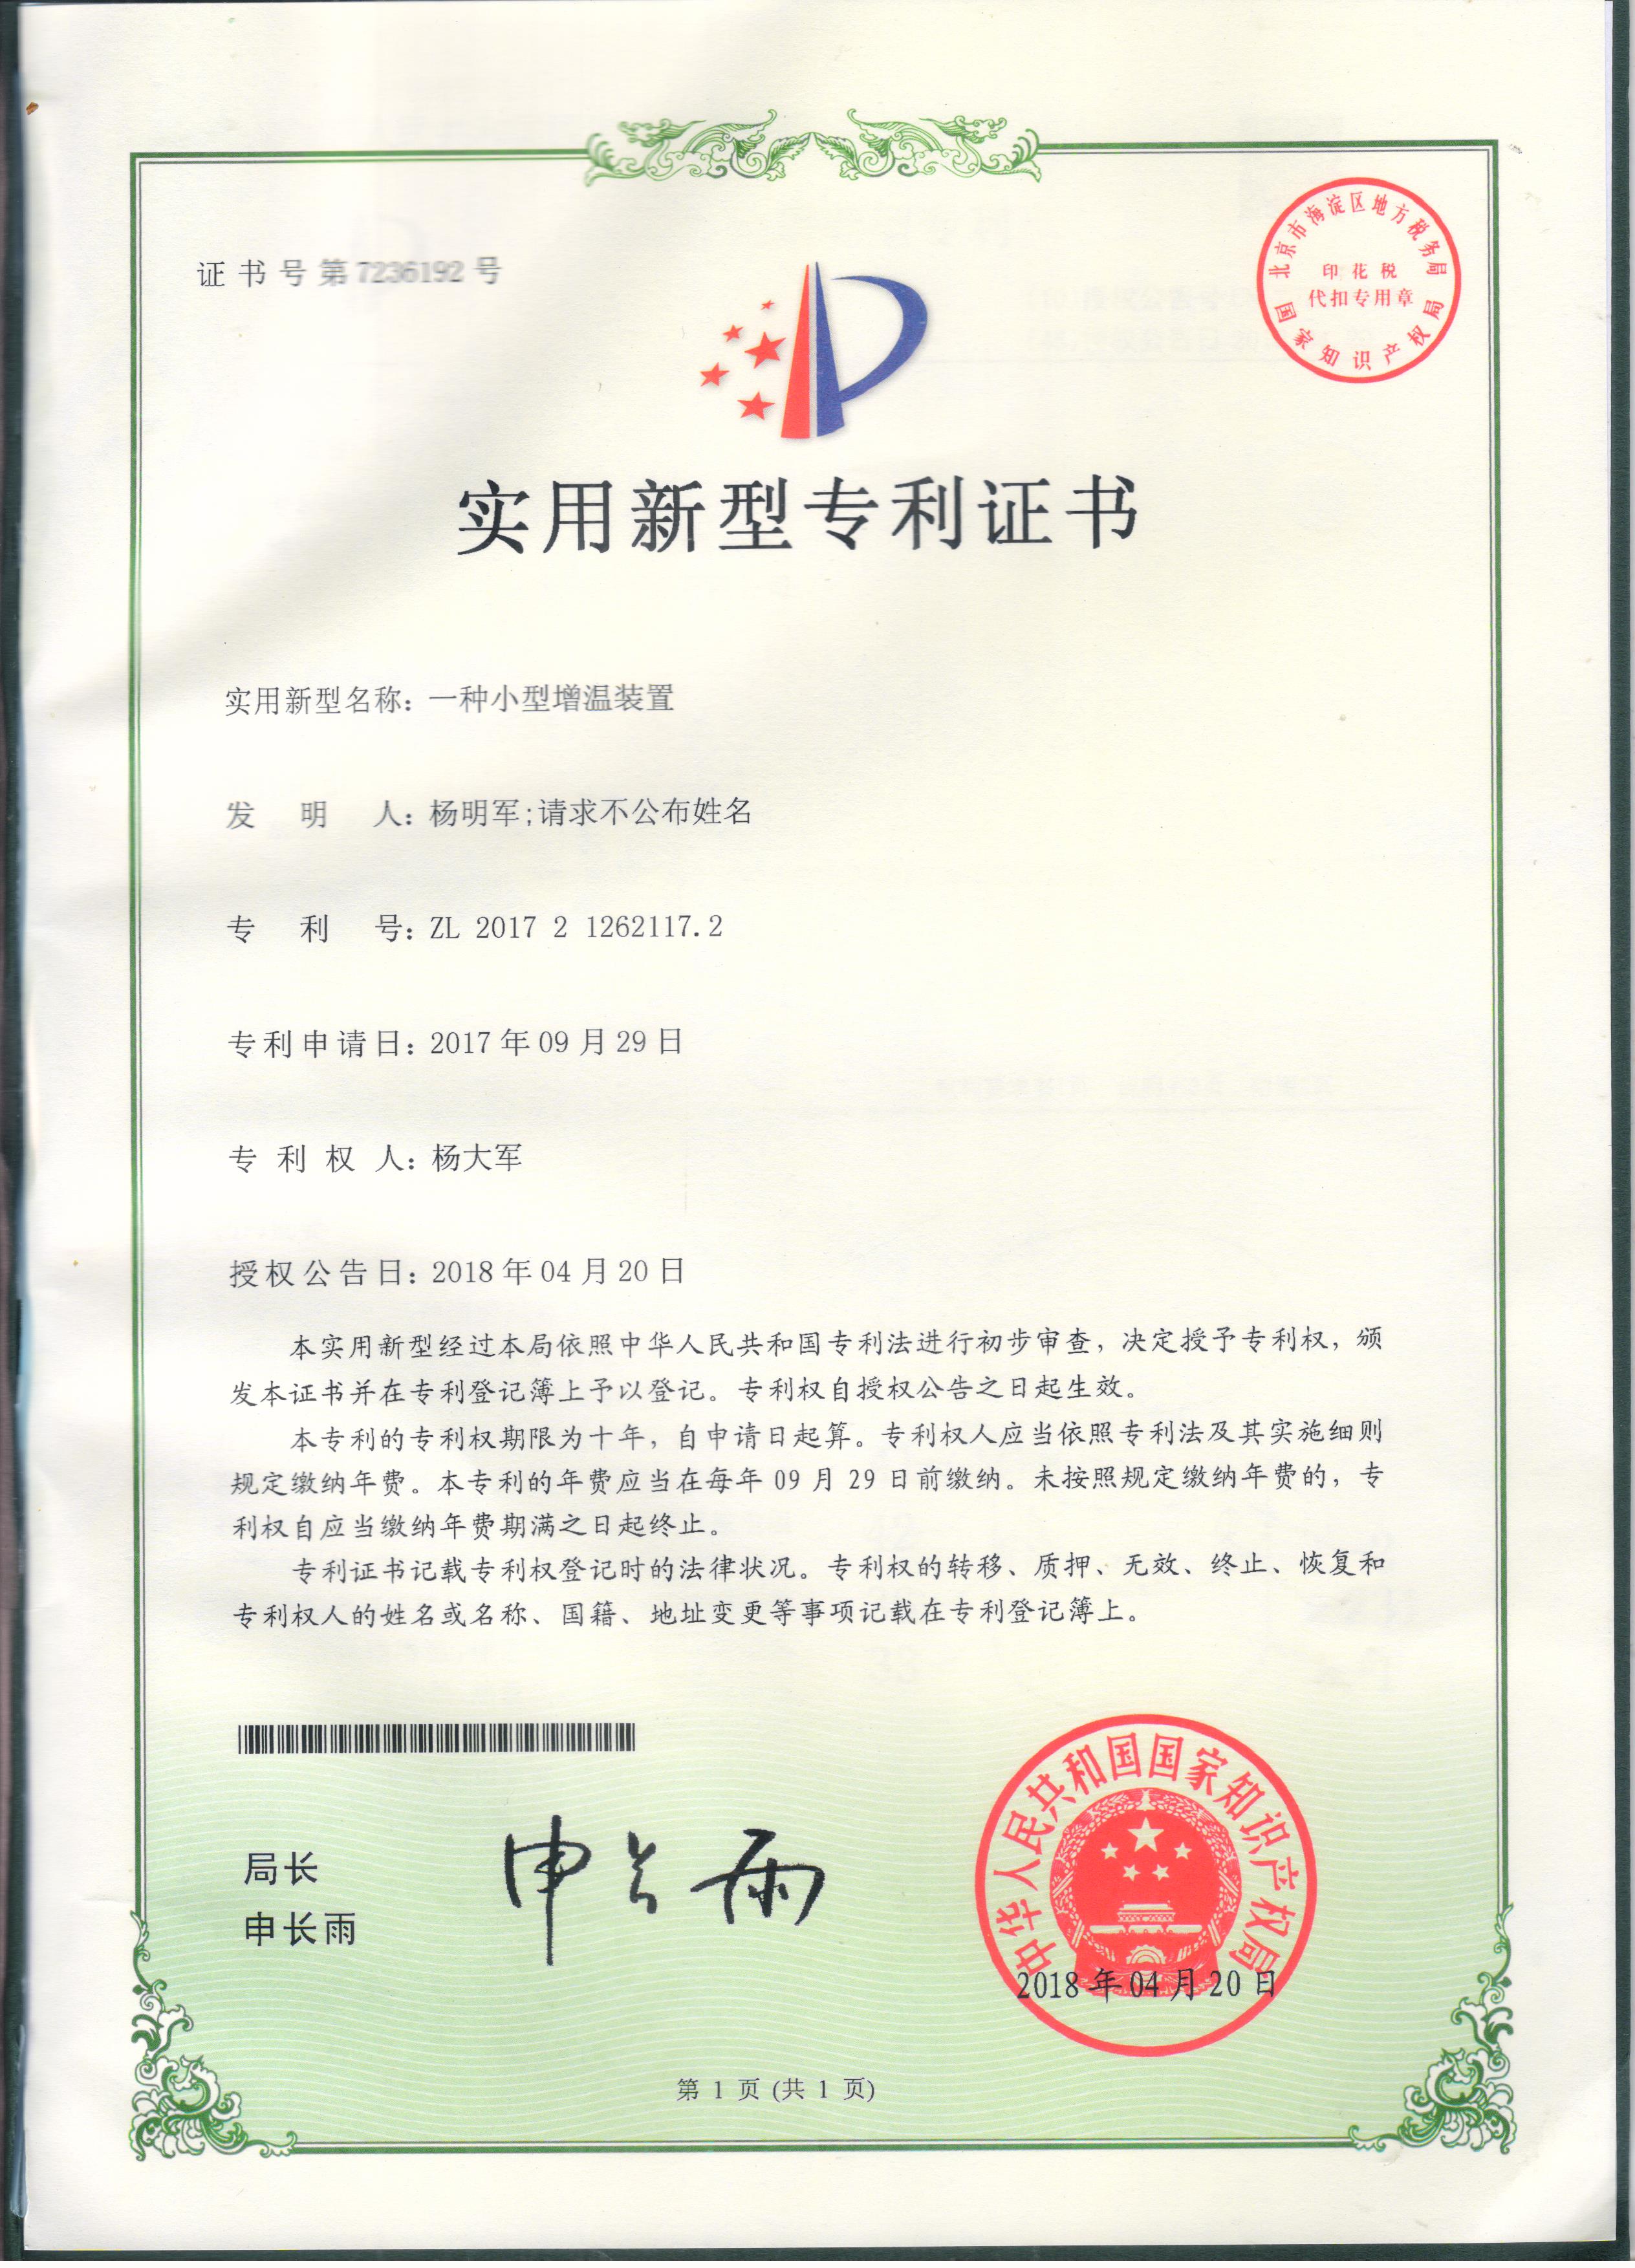 证书号第7236192号
北京市海淀区地方税务局
印花税
代扣专用章
国家知识产权局
实用新型专利证书
实用新型名称：一种小型增温装置
发明人：杨明军;请求不公布姓名
专利号：ZL 2017 2 1262117.2
专利申请日：2017年09月29日
专利权人：杨大军
授权公告日：2018年04月20日
本实用新型经过本局依照中华人民共和国专利法进行初步审查，决定授予专利权，颁
发本证书并在专利登记簿上予以登记。专利权自授权公告之日起生效。
本专利的专利权期限为十年，自申请日起算。专利权人应当依照专利法及其实施细则
规定缴纳年费。本专利的年费应当在每年09月29日前缴纳。未按照规定缴纳年费的，专
利权自应当缴纳年费期满之日起终止。
专利证书记载专利权登记时的法律状况。专利权的转移、质押、无效、终止、恢复和
专利权人的姓名或名称、国籍、地址变更等事项记载在专利登记簿上。
局长
申长雨
申长雨
中华人民共和国国家知识产权局
2018年04月20日
第 1 页 (共 1 页)